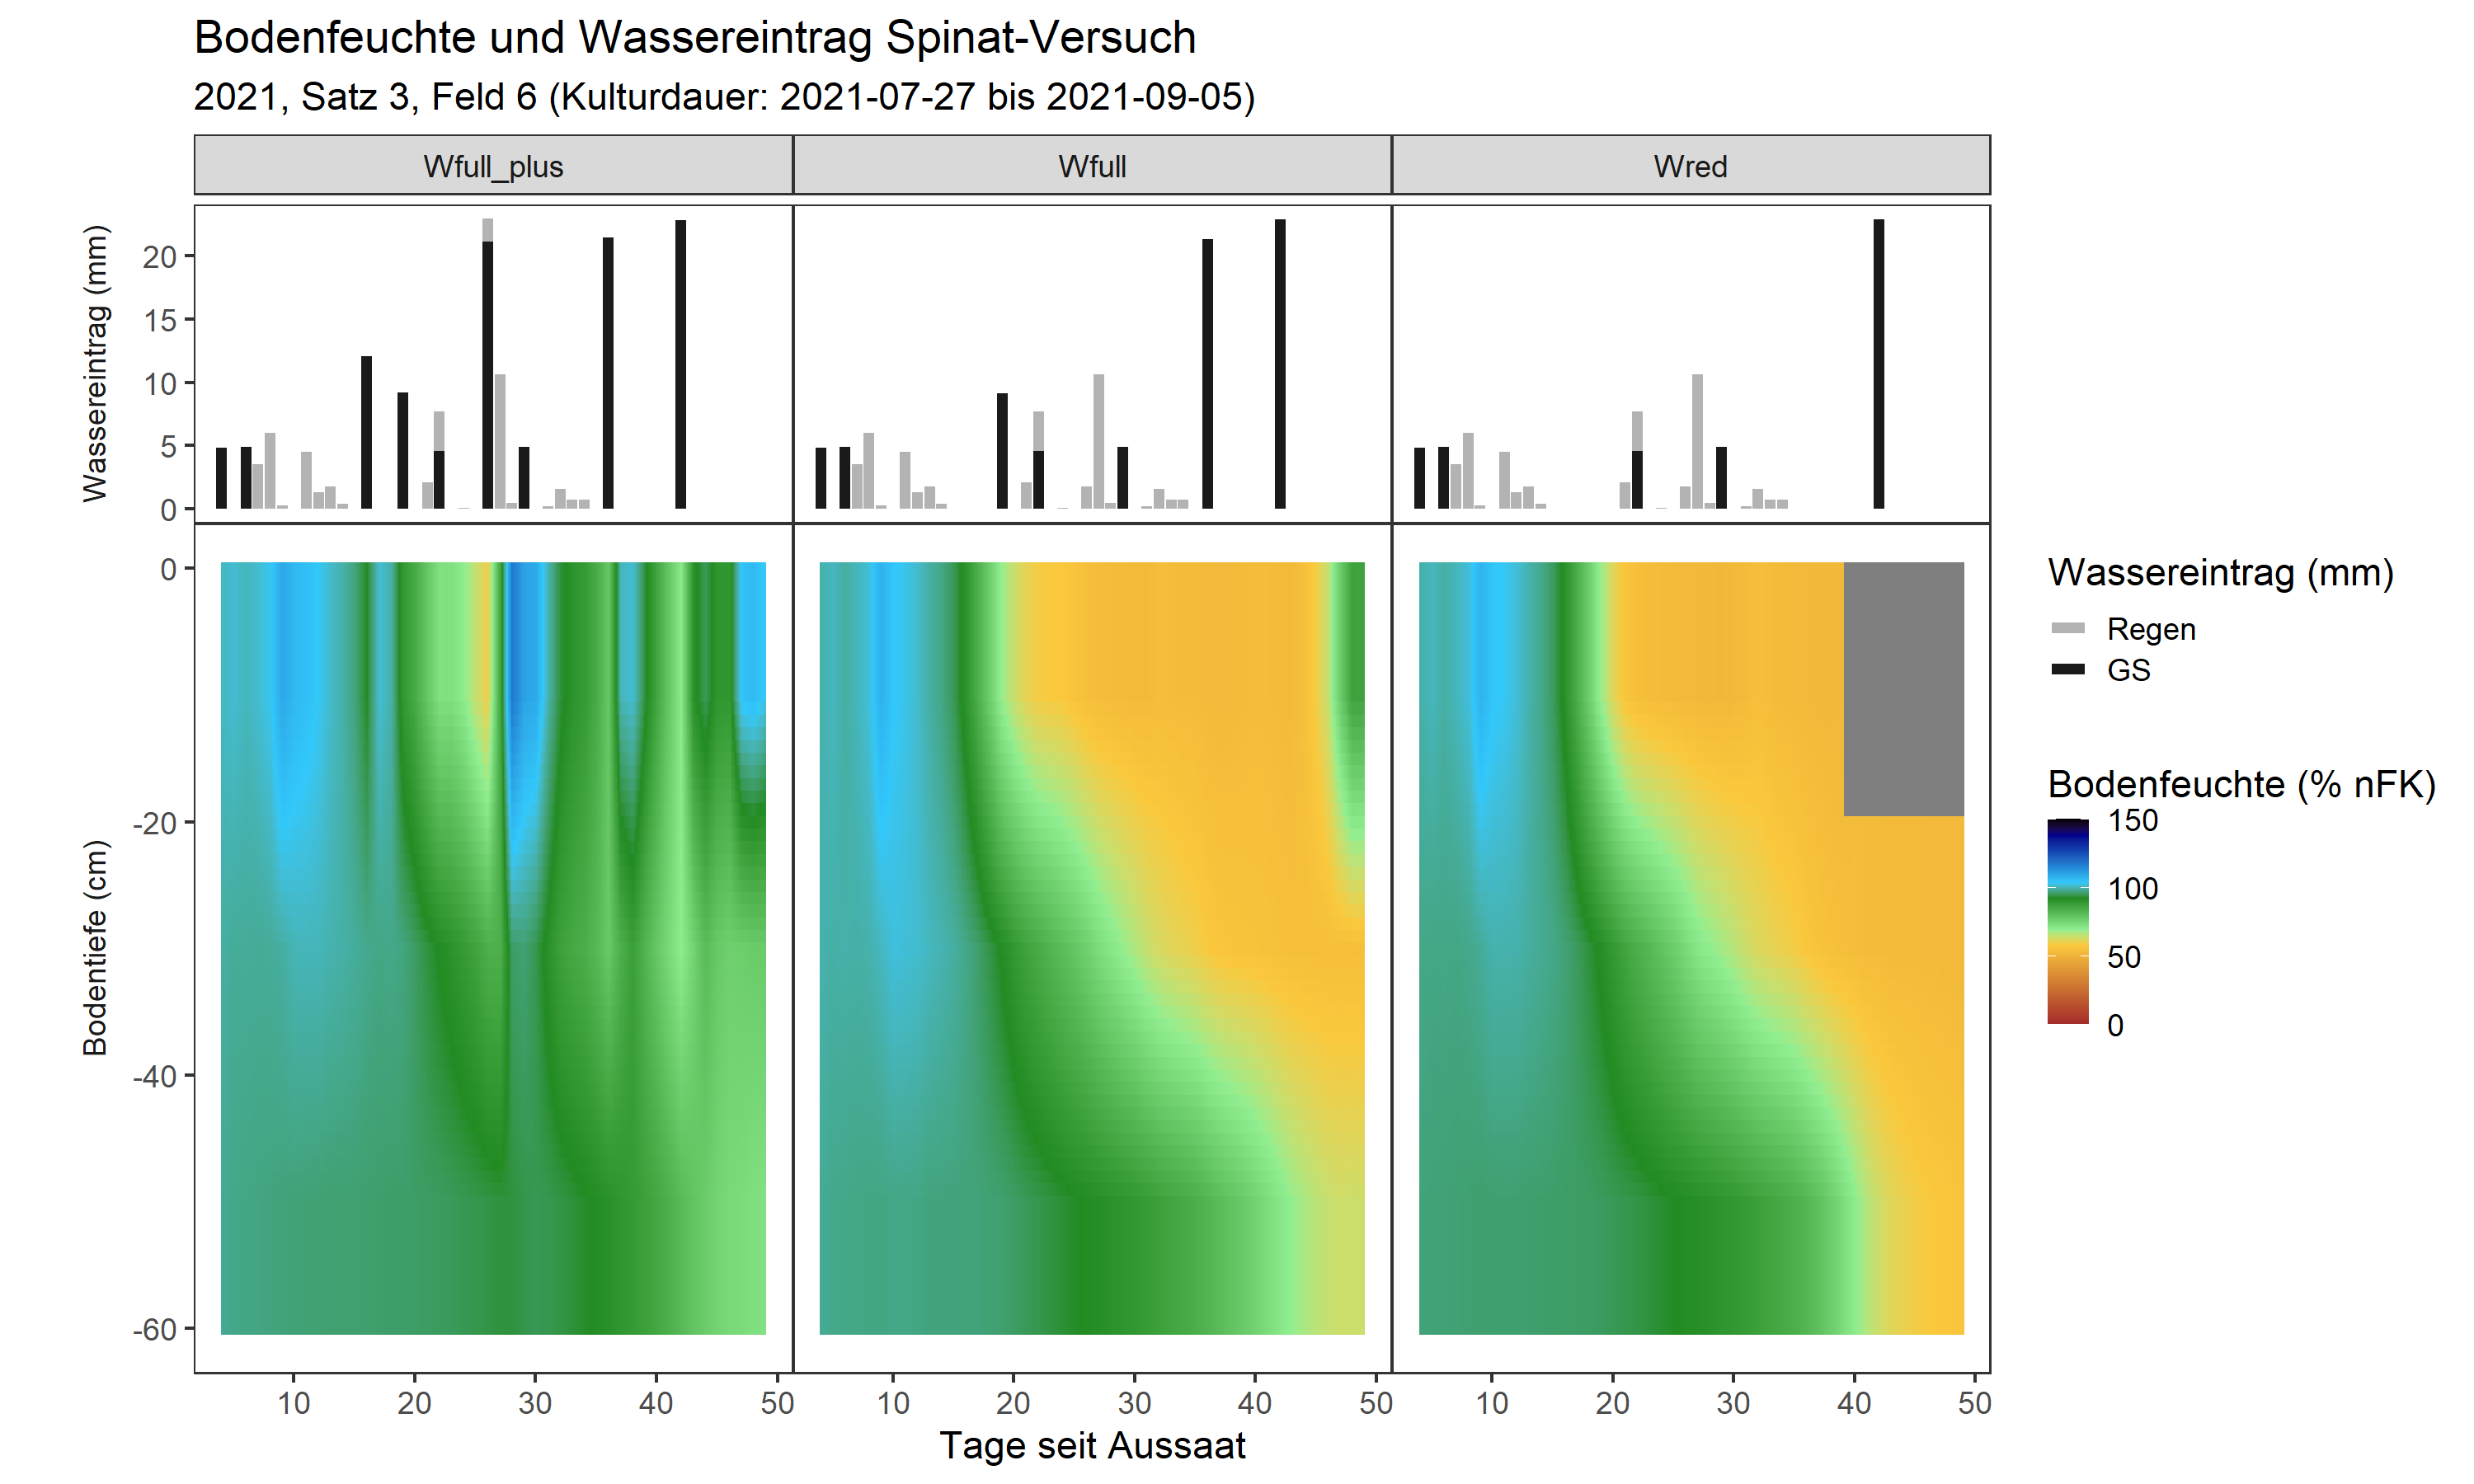 Bodenfeuchte und Wassereintrag Spinat-Versuch
2021, Satz 3, Feld 6 (Kulturdauer: 2021-07-27 bis 2021-09-05)
Wfull_plus
Wfull
Wred
Wassereintrag (mm)
20
15
10
5
0
Bodentiefe (cm)
0
-20
-40
-60
10 20 30 40 50
10 20 30 40 50
10 20 30 40 50
Tage seit Aussaat
Wassereintrag (mm)
Regen
GS
Bodenfeuchte (% nFK)
150
100
50
0